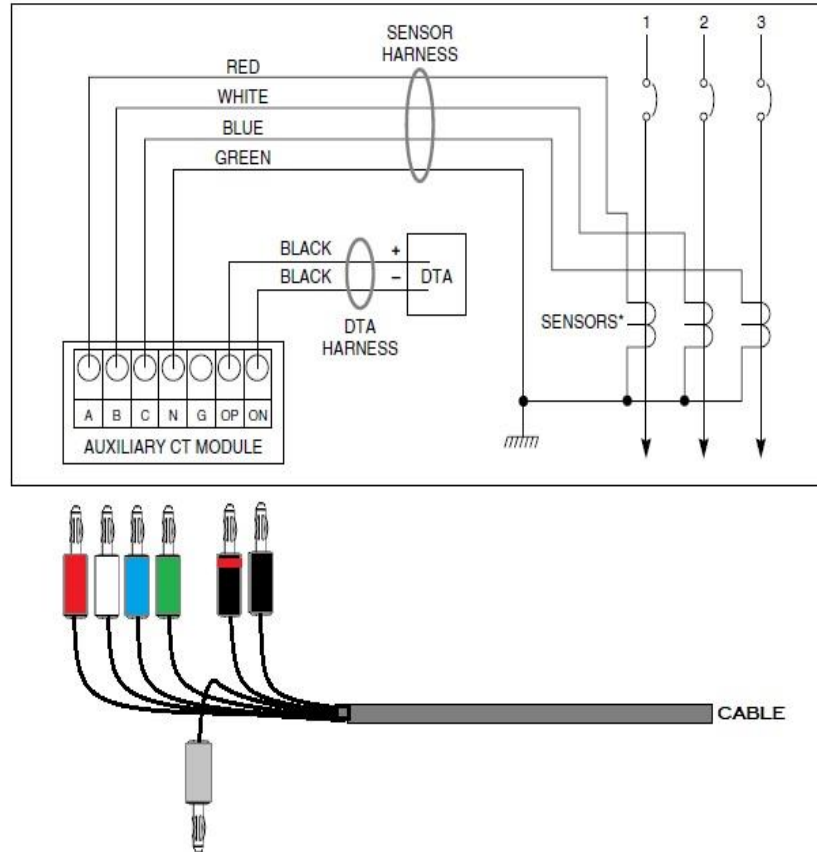 SENSOR
HARNESS
1 2 3
RED
WHITE
BLUE
GREEN
BLACK +
BLACK –
DTA
DTA
HARNESS
SENSORS*
A B C N G OP ON
AUXILIARY CT MODULE
CABLE